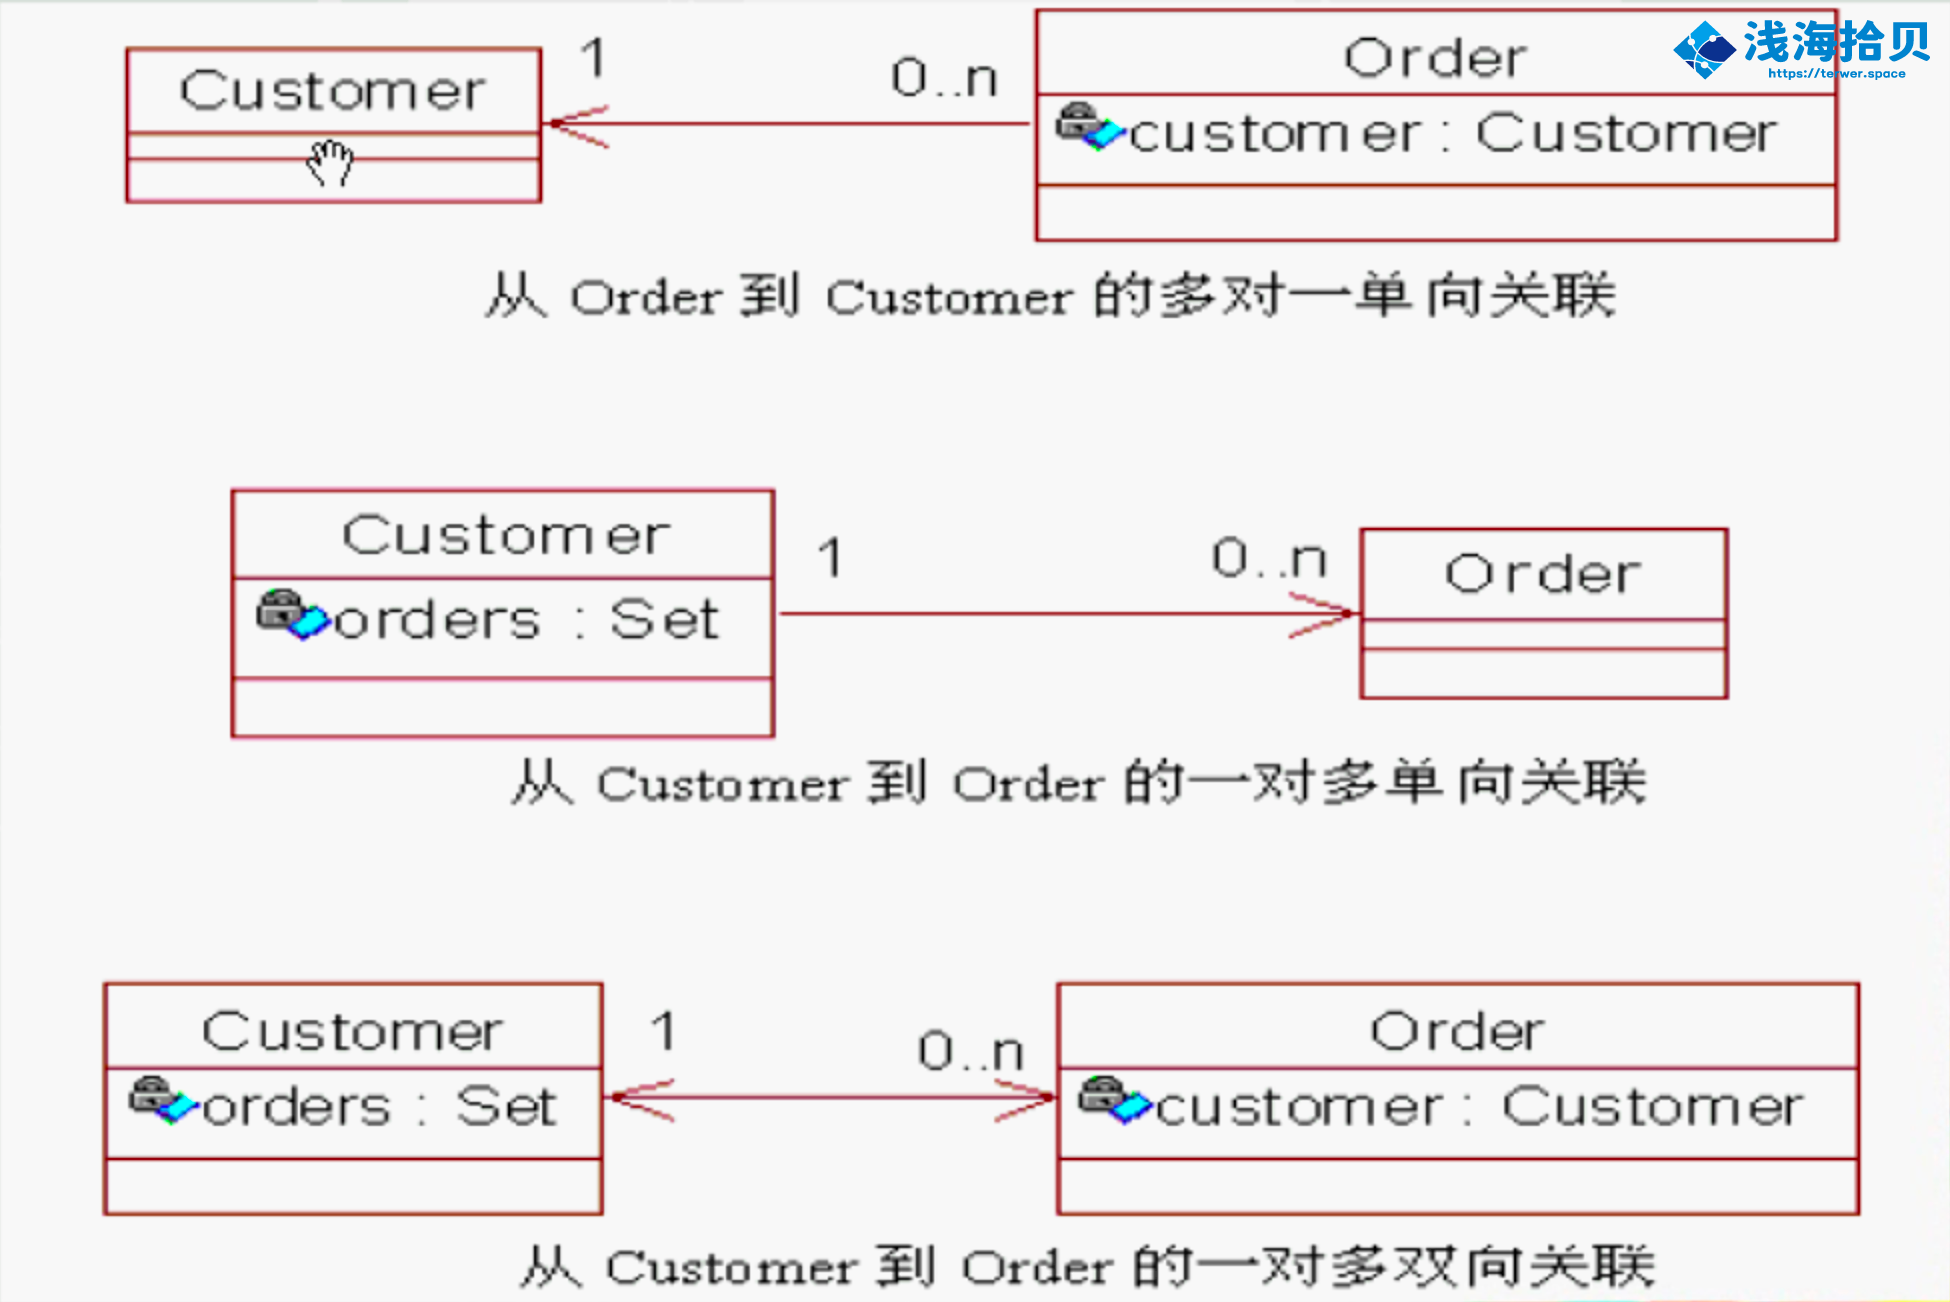 浅海拾贝
https://terwer.space
Customer
1
0..n
Order
customer : Customer
从 Order 到 Customer 的多对一单向关联
Customer
orders : Set
1
0..n
Order
从 Customer 到 Order 的一对多单向关联
Customer
orders : Set
1
0..n
Order
customer : Customer
从 Customer 到 Order 的一对多双向关联